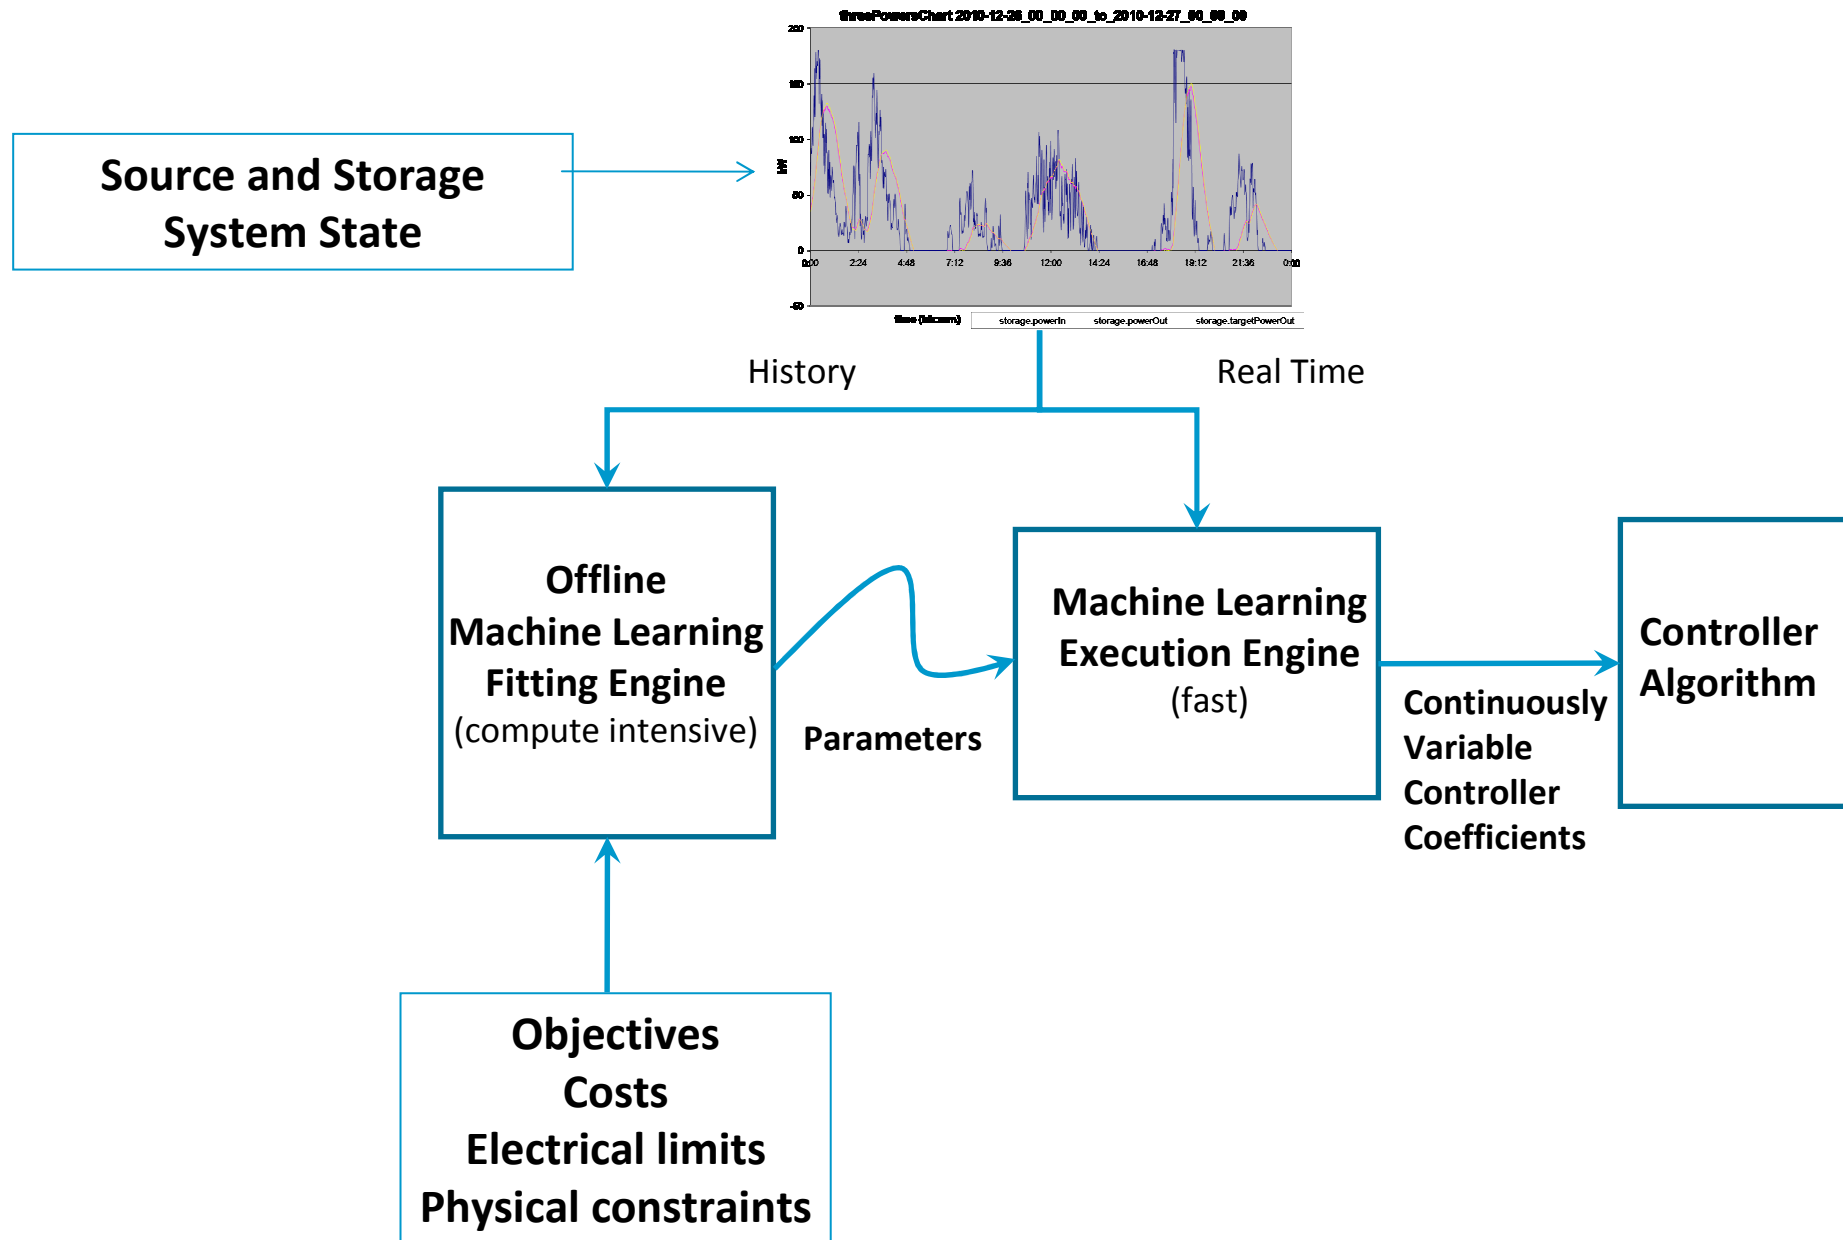 threePowersChart 2010-12-26_00_00_00_to_2010-12-27_00_00_00
200
150
100
50
0
-50
kW
0:00 2:24 4:48 7:12 9:36 12:00 14:24 16:48 19:12 21:36 0:00
time (h:mm)
storage.powerIn storage.powerOut storage.targetPowerOut
Source and Storage
System State
History
Real Time
Offline
Machine Learning
Fitting Engine
(compute intensive)
Parameters
Machine Learning
Execution Engine
(fast)
Continuously
Variable
Controller
Coefficients
Controller
Algorithm
Objectives
Costs
Electrical limits
Physical constraints